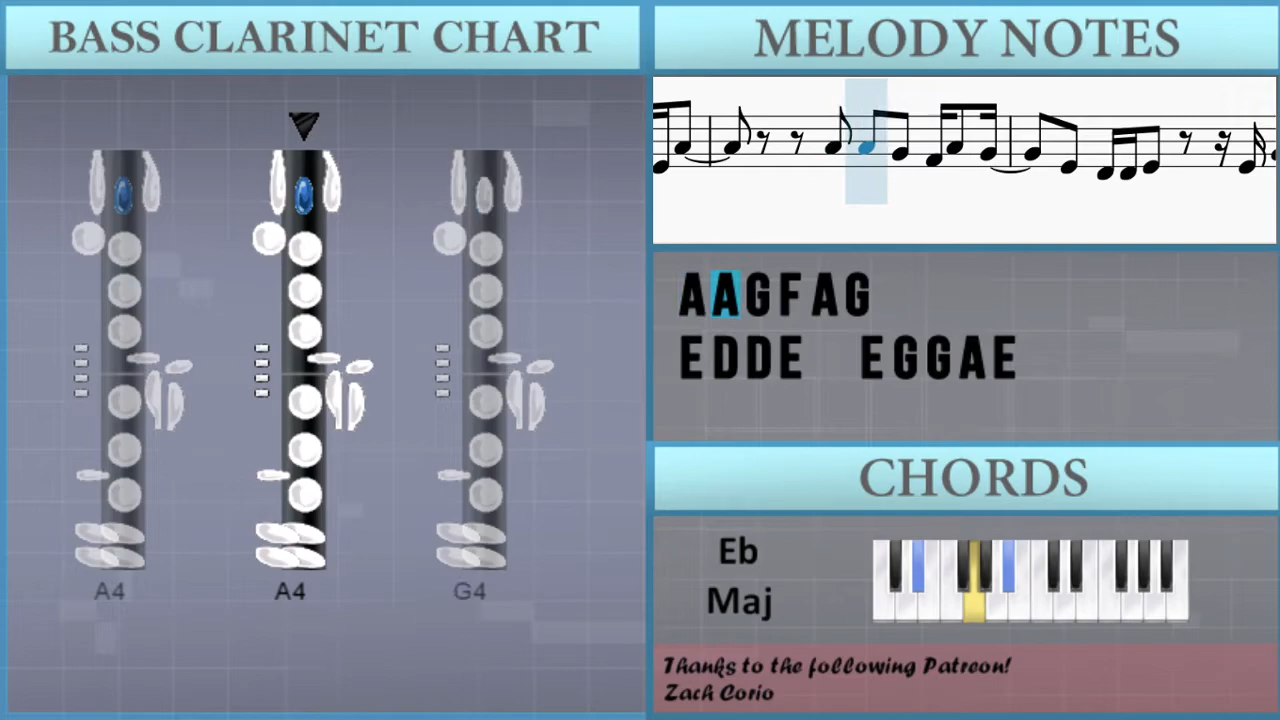 BASS CLARINET CHART
A4 A4 G4
MELODY NOTES
AAGFAG
EDDE EGGAE
CHORDS
Eb
Maj
Thanks to the following Patreon!
Zach Corio